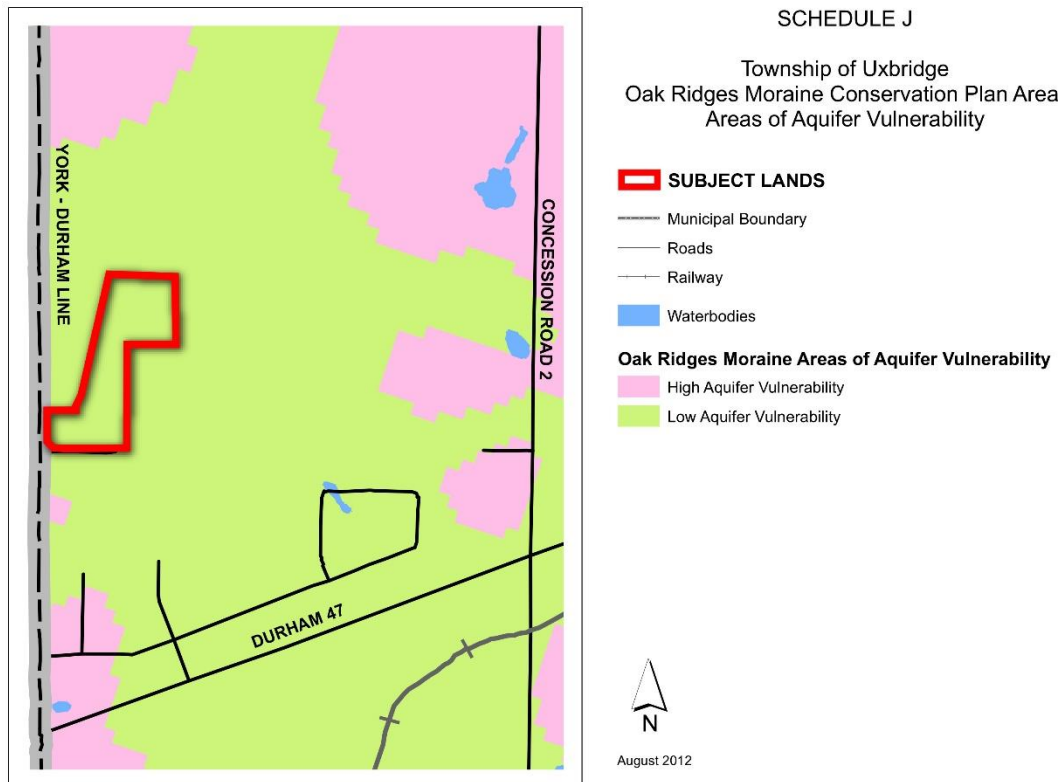 SCHEDULE J
Township of Uxbridge
Oak Ridges Moraine Conservation Plan Area
Areas of Aquifer Vulnerability
SUBJECT LANDS
Municipal Boundary
Roads
Railway
Waterbodies
Oak Ridges Moraine Areas of Aquifer Vulnerability
High Aquifer Vulnerability
Low Aquifer Vulnerability
YORK - DURHAM LINE
CONCESSION ROAD 2
DURHAM 47
N
August 2012